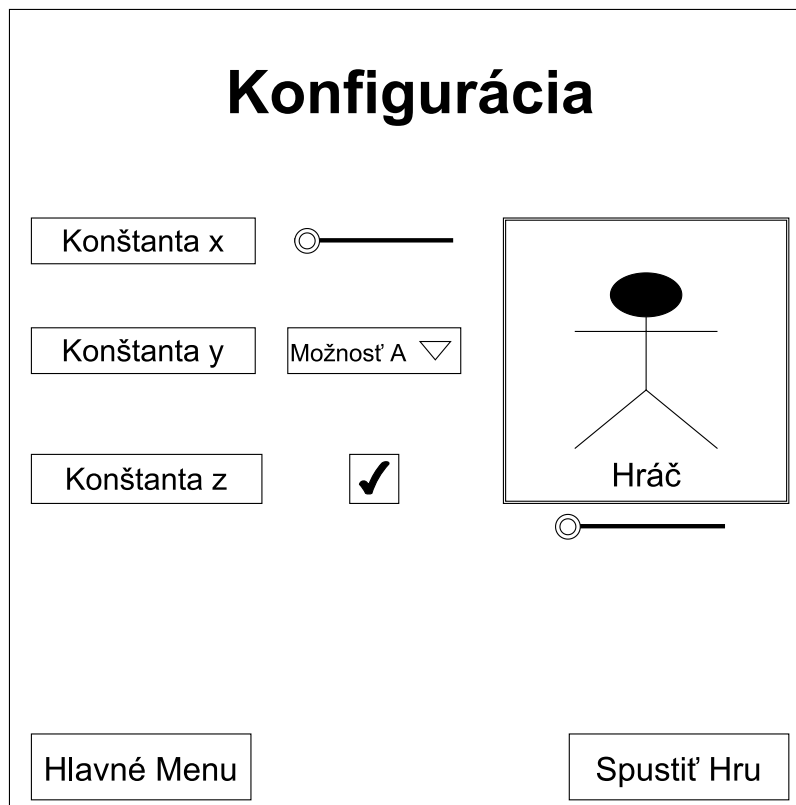 Konfigurácia
Konštanta x
Konštanta y
Možnosť A
Konštanta z
Hráč
Hlavné Menu
Spustiť Hru